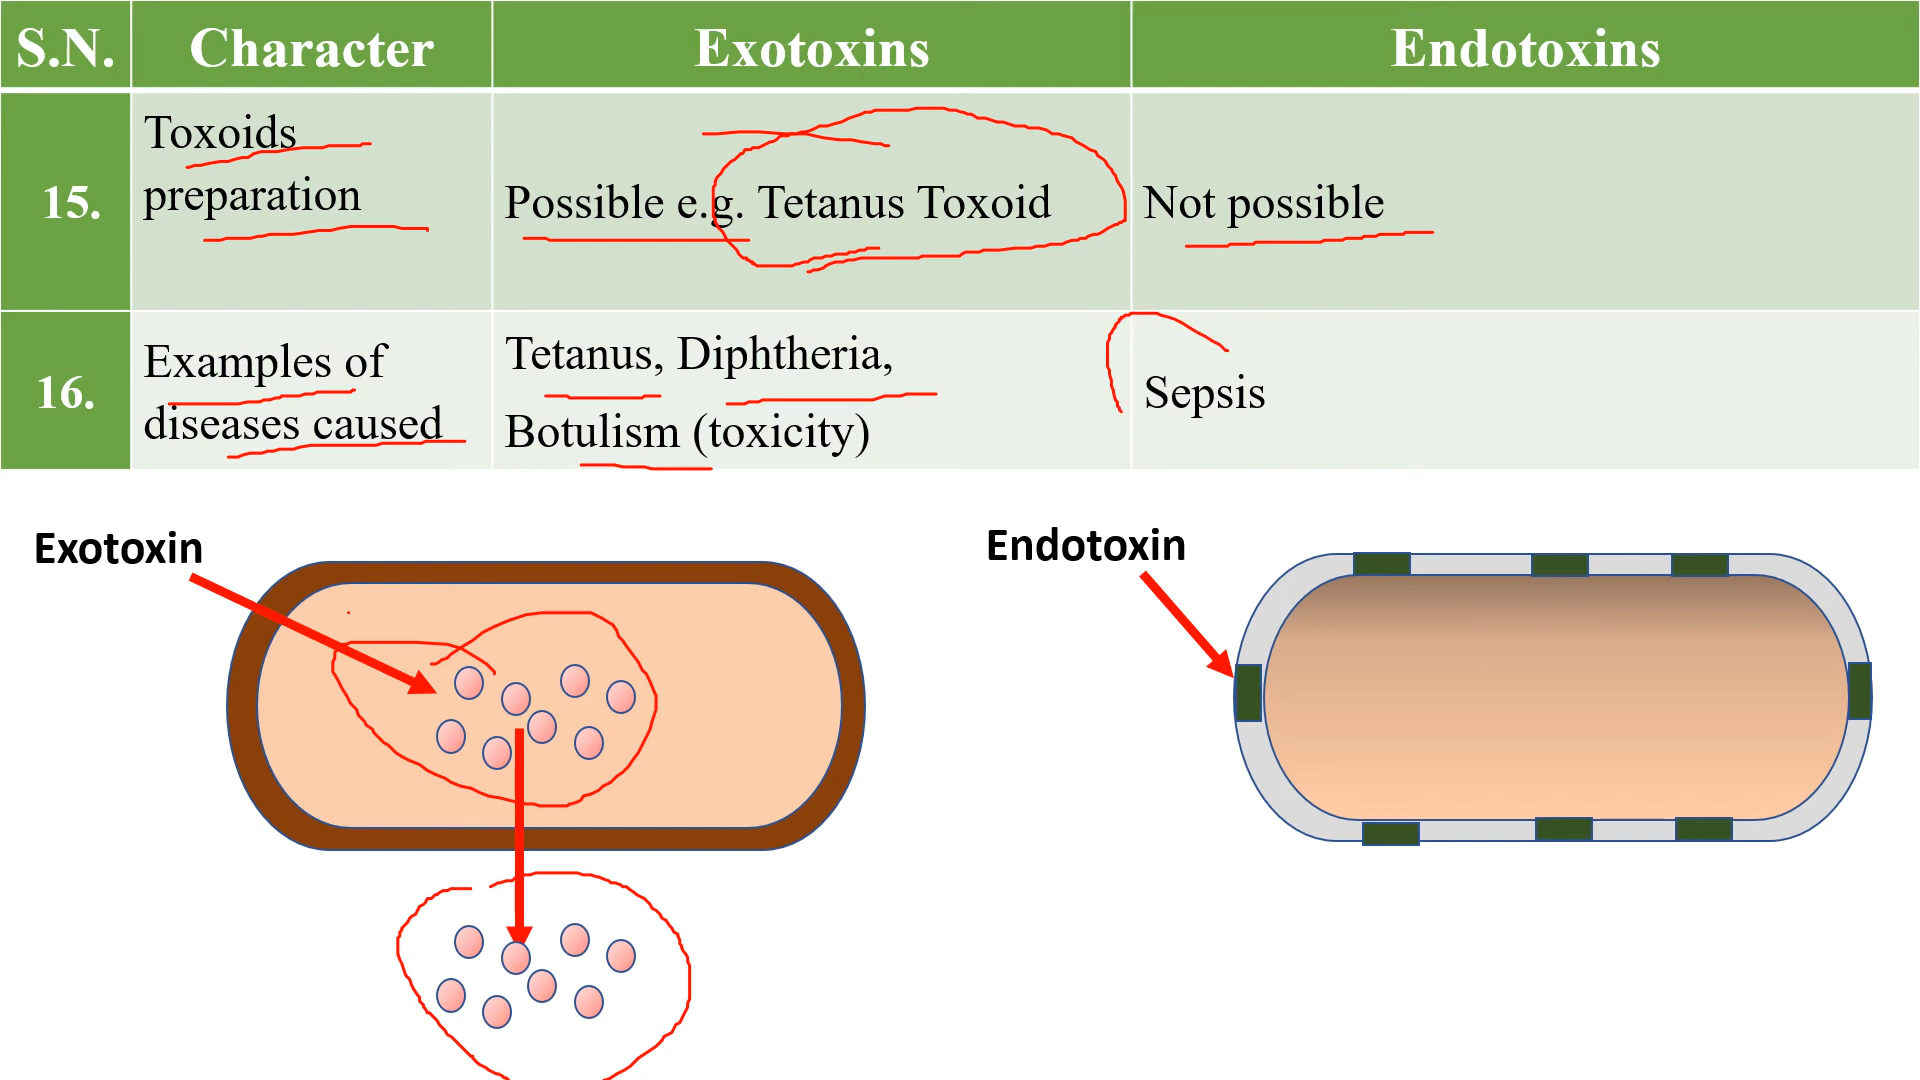 S.N. Character Exotoxins Endotoxins
15. Toxoids preparation Possible e.g. Tetanus Toxoid Not possible
16. Examples of diseases caused Tetanus, Diphtheria, Botulism (toxicity) Sepsis
Exotoxin
Endotoxin